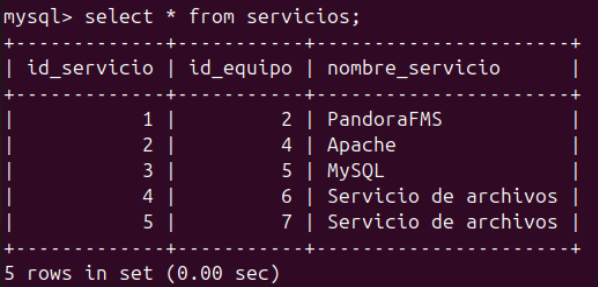 mysql> select * from servicios;
+-------------+-----------+----------------------+
| id_servicio | id_equipo | nombre_servicio      |
+-------------+-----------+----------------------+
|           1 |         2 | PandoraFMS           |
|           2 |         4 | Apache               |
|           3 |         5 | MySQL                |
|           4 |         6 | Servicio de archivos |
|           5 |         7 | Servicio de archivos |
+-------------+-----------+----------------------+
5 rows in set (0.00 sec)